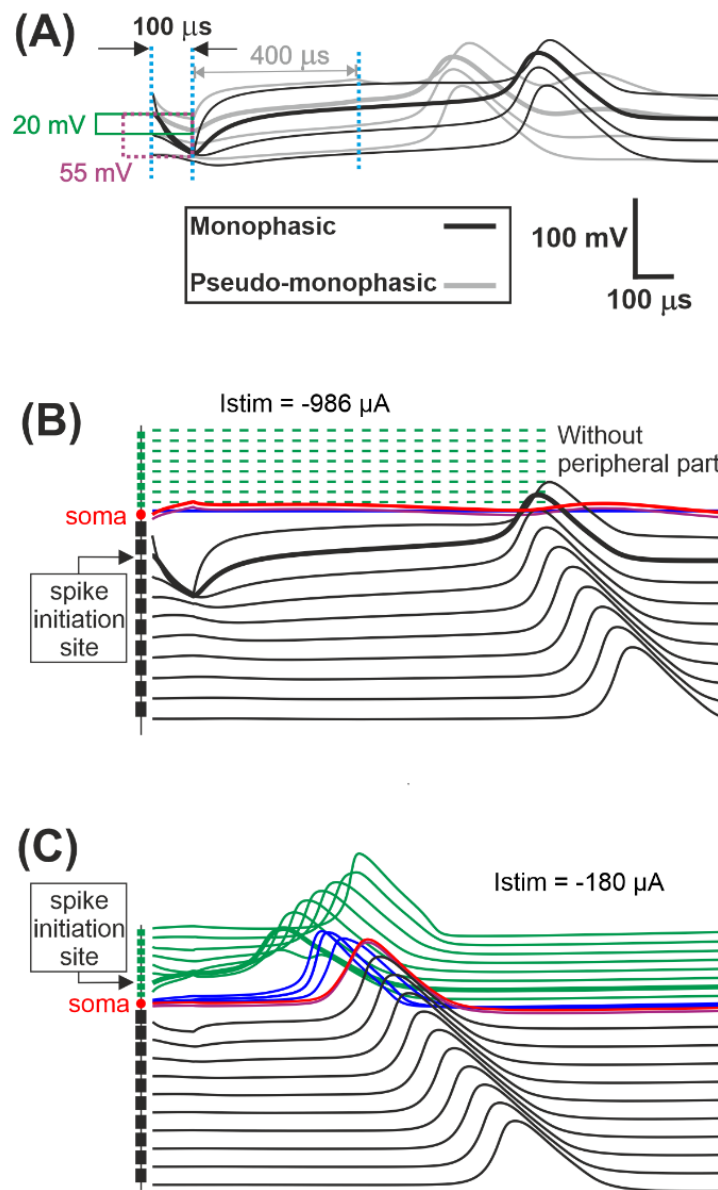 (A)
100 µs
400 µs
20 mV
55 mV
Monophasic
Pseudo-monophasic
100 mV
100 µs
(B)
Istim = -986 µA
Without
peripheral part
soma
spike
initiation
site
(C)
Istim = -180 µA
spike
initiation
site
soma